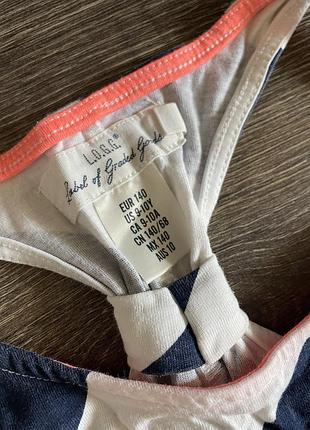 L.O.G.G.®
Label of Graded Goods
EUR 140
US 9-10Y
CA 9-10A
CN 140/68
MX 140
AUS 10